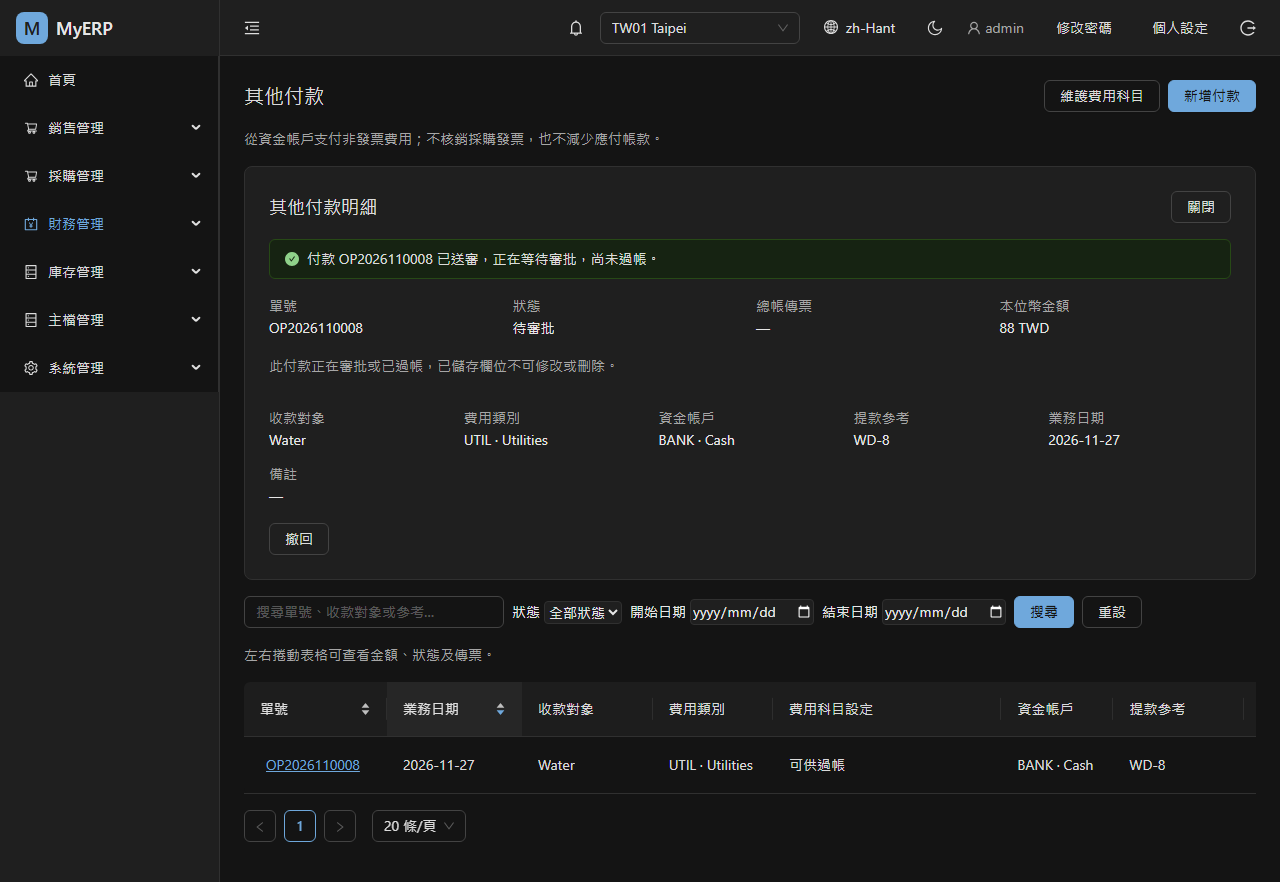 M MyERP
TW01 Taipei
zh-Hant
admin
修改密碼
個人設定
首頁
銷售管理
採購管理
財務管理
庫存管理
主檔管理
系統管理
其他付款
維護費用科目
新增付款
從資金帳戶支付非發票費用；不核銷採購發票，也不減少應付帳款。
其他付款明細
關閉
付款 OP2026110008 已送審，正在等待審批，尚未過帳。
單號 狀態 總帳傳票 本位幣金額
OP2026110008 待審批 — 88 TWD
此付款正在審批或已過帳，已儲存欄位不可修改或刪除。
收款對象 費用類別 資金帳戶 提款參考 業務日期
Water UTIL · Utilities BANK · Cash WD-8 2026-11-27
備註
—
撤回
搜尋單號、收款對象或參考... 狀態 全部狀態 開始日期 yyyy/mm/dd 結束日期 yyyy/mm/dd 搜尋 重設
左右捲動表格可查看金額、狀態及傳票。
單號 業務日期 收款對象 費用類別 費用科目設定 資金帳戶 提款參考
OP2026110008 2026-11-27 Water UTIL · Utilities 可供過帳 BANK · Cash WD-8
< 1 > 20 條/頁